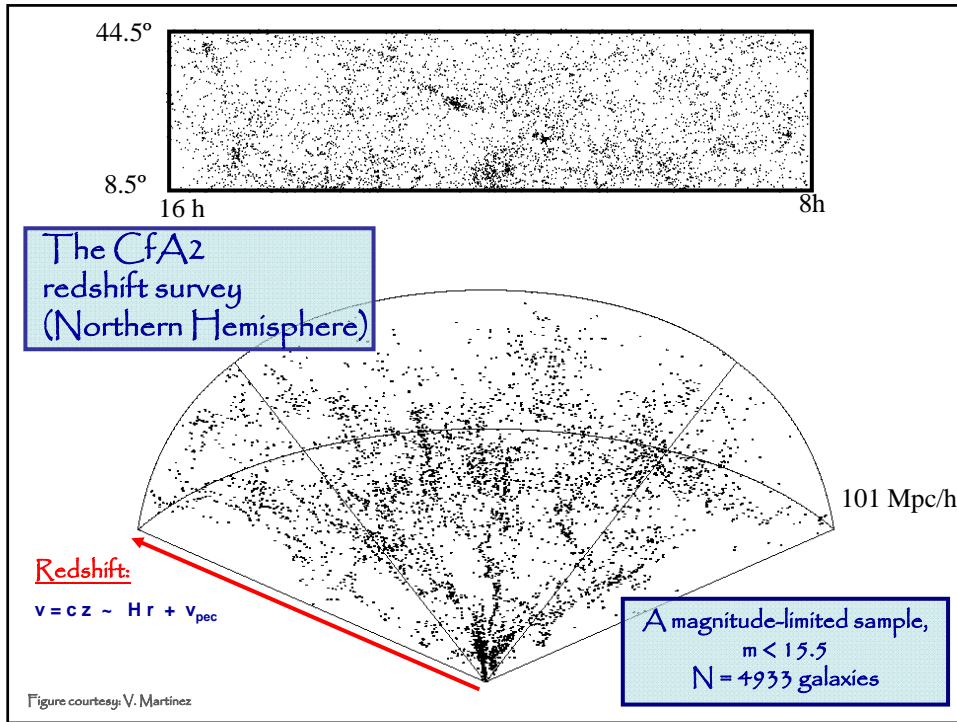 44.5º
8.5º
16 h
8h
The CfA2
redshift survey
(Northern Hemisphere)
101 Mpc/h
Redshift:
v = c z ~ H r + vpec
A magnitude-limited sample,
m < 15.5
N = 4933 galaxies
Figure courtesy: V. Martinez